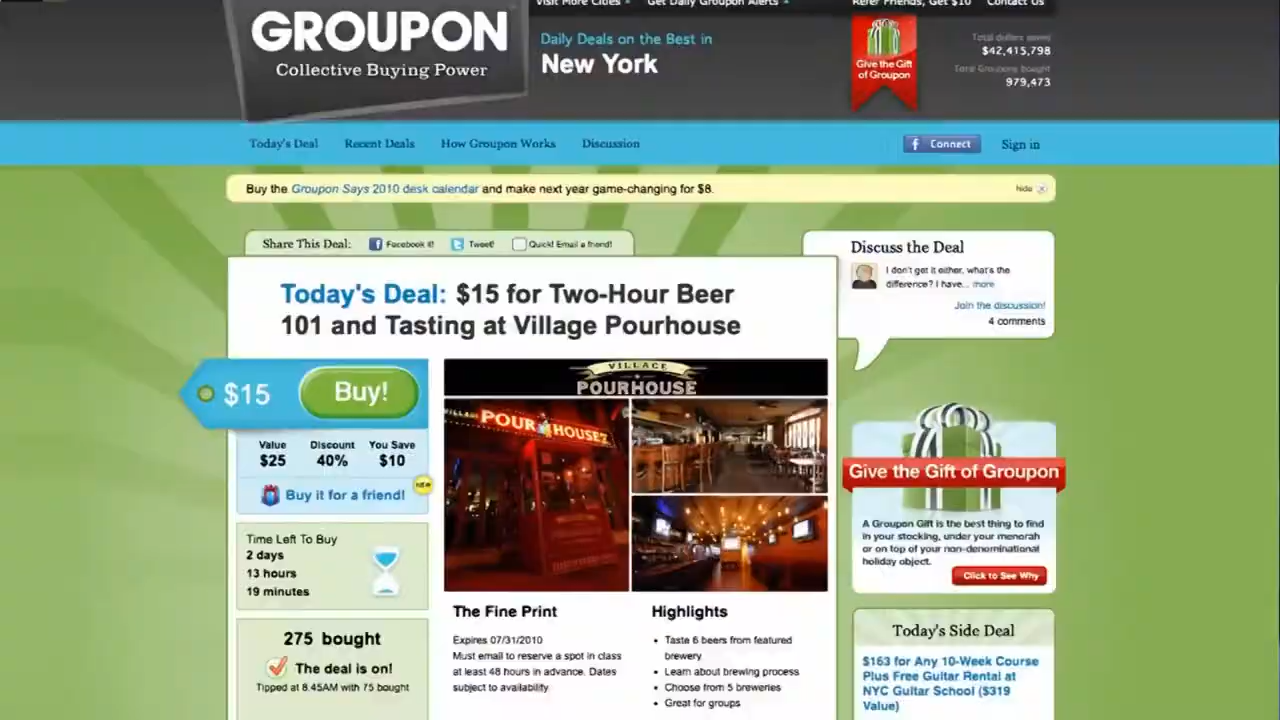 Visit More Cities
Get Daily Groupon Alerts
Refer Friends, Get $10
Contact Us
GROUPON
Collective Buying Power
Daily Deals on the Best in
New York
Give the Gift
of Groupon
Total dollars saved
$42,415,798
Total Groupons bought
979,473
Today's Deal
Recent Deals
How Groupon Works
Discussion
f Connect
Sign in
Buy the Groupon Says 2010 desk calendar and make next year game-changing for $8.
hide
Share This Deal:
Facebook it!
Tweet!
Quick! Email a friend!
Today's Deal: $15 for Two-Hour Beer
101 and Tasting at Village Pourhouse
$15
Buy!
Value
Discount
You Save
$25
40%
$10
Buy it for a friend!
NEW
Time Left To Buy
2 days
13 hours
19 minutes
275 bought
The deal is on!
Tipped at 8:45AM with 75 bought
VILLAGE
POURHOUSE
VILLAGE
POURHOUSE
The Fine Print
Expires 07/31/2010
Must email to reserve a spot in class
at least 48 hours in advance. Dates
subject to availability
Highlights
Taste 6 beers from featured
brewery
Learn about brewing process
Choose from 5 breweries
Great for groups
Discuss the Deal
I don't get it either, what's the
difference? I have... more
Join the discussion!
4 comments
Give the Gift of Groupon
A Groupon Gift is the best thing to find
in your stocking, under your menorah
or on top of your non-denominational
holiday object.
Click to See Why
Today's Side Deal
$163 for Any 10-Week Course
Plus Free Guitar Rental at
NYC Guitar School ($319
Value)